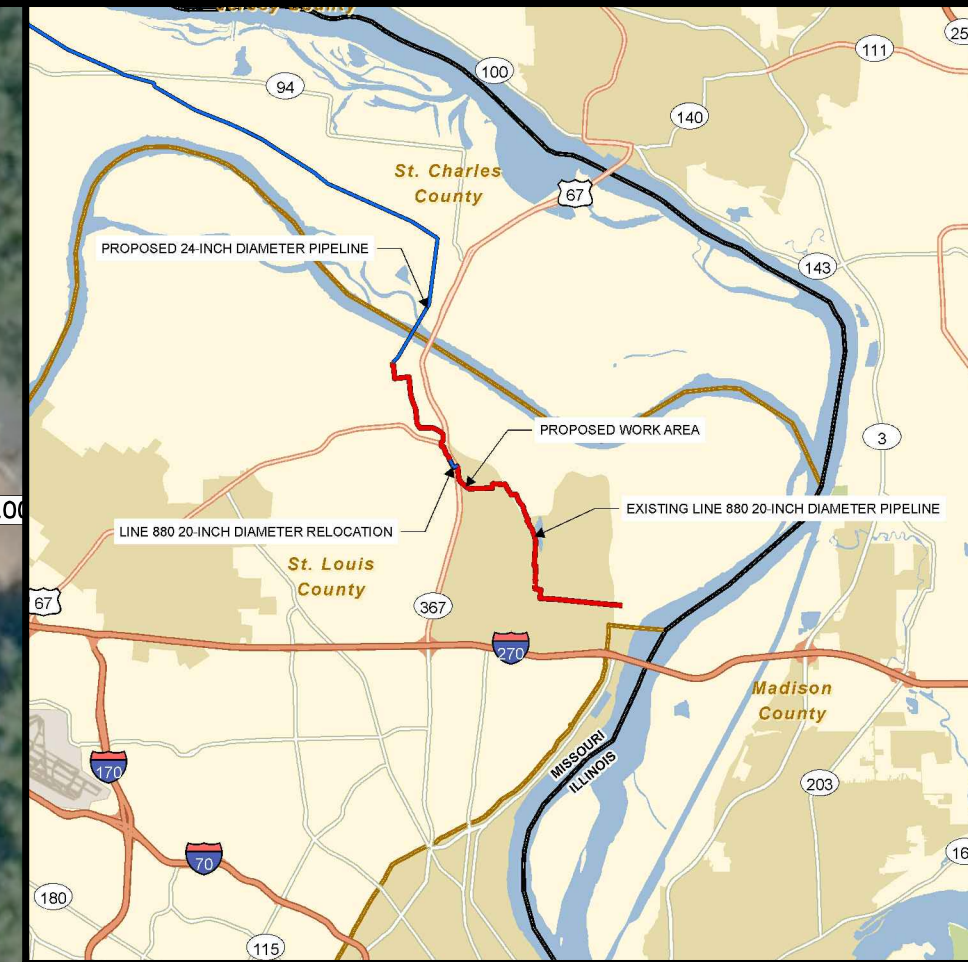 100
111
25
94
140
St. Charles
County
67
PROPOSED 24-INCH DIAMETER PIPELINE
143
PROPOSED WORK AREA
3
LINE 880 20-INCH DIAMETER RELOCATION
EXISTING LINE 880 20-INCH DIAMETER PIPELINE
St. Louis
County
67
367
270
Madison
County
MISSOURI
ILLINOIS
170
203
70
16
180
115